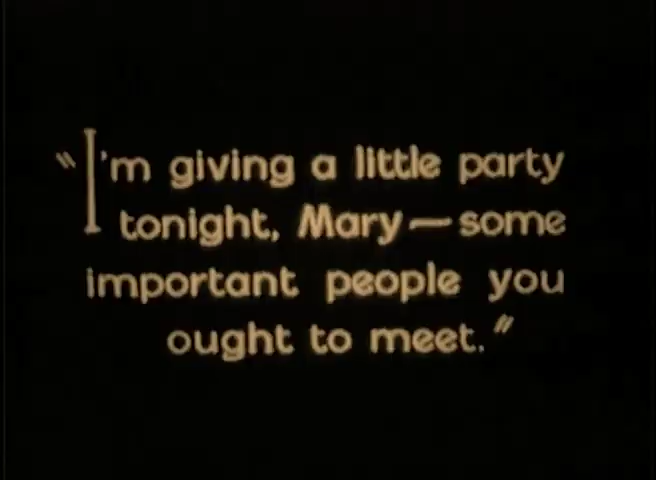 "I'm giving a little party
tonight, Mary—some
important people you
ought to meet."